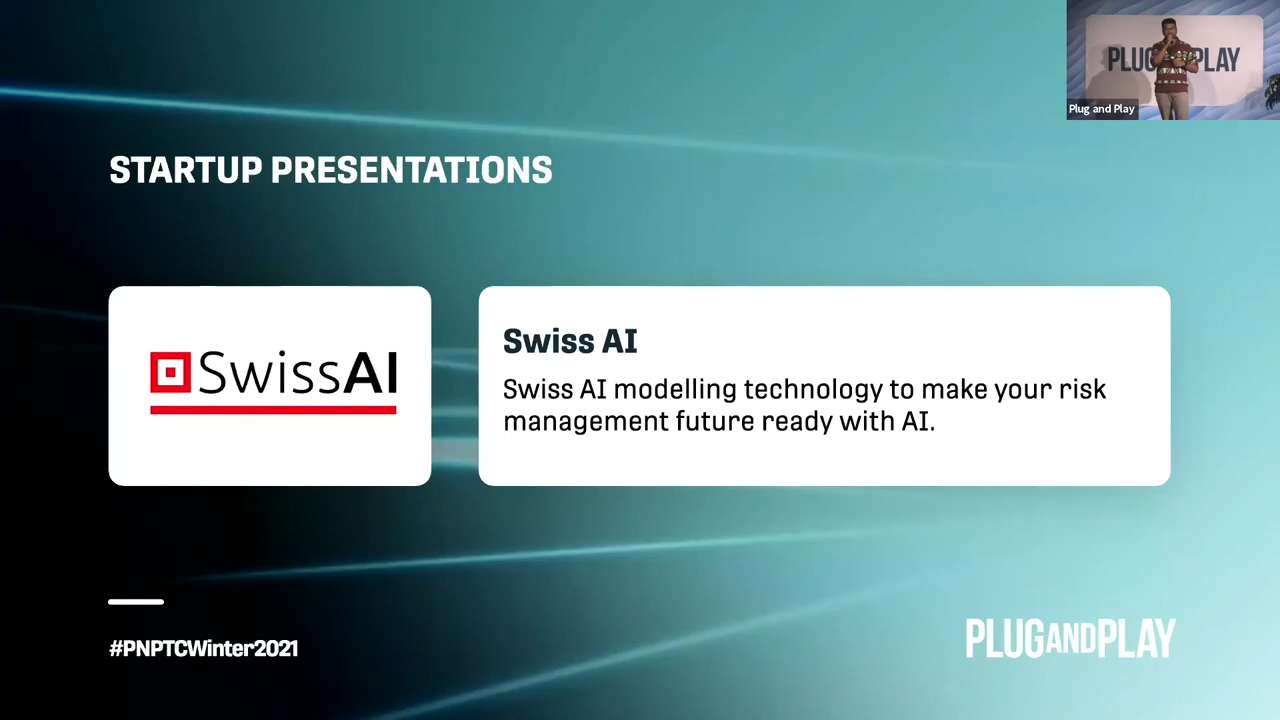 PLUG AND PLAY
Plug and Play
STARTUP PRESENTATIONS
SwissAI
Swiss AI
Swiss AI modelling technology to make your risk
management future ready with AI.
#PNPTCWinter2021
PLUGANDPLAY